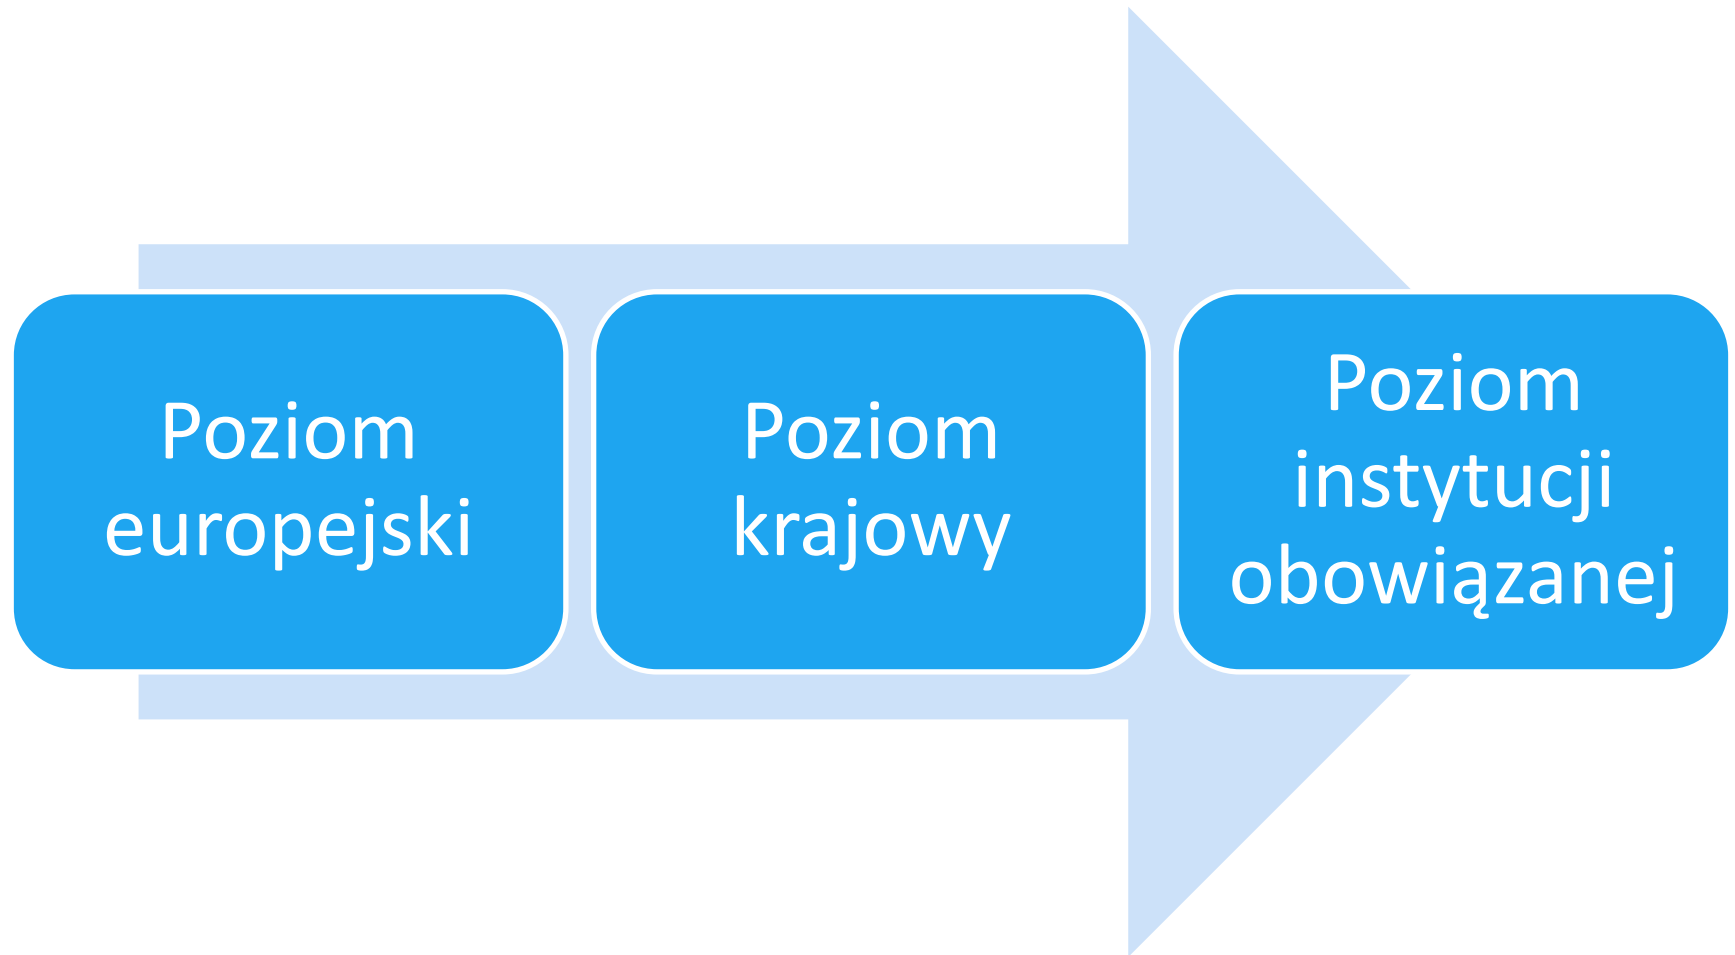 Poziom
europejski
Poziom
krajowy
Poziom
instytucji
obowiązanej